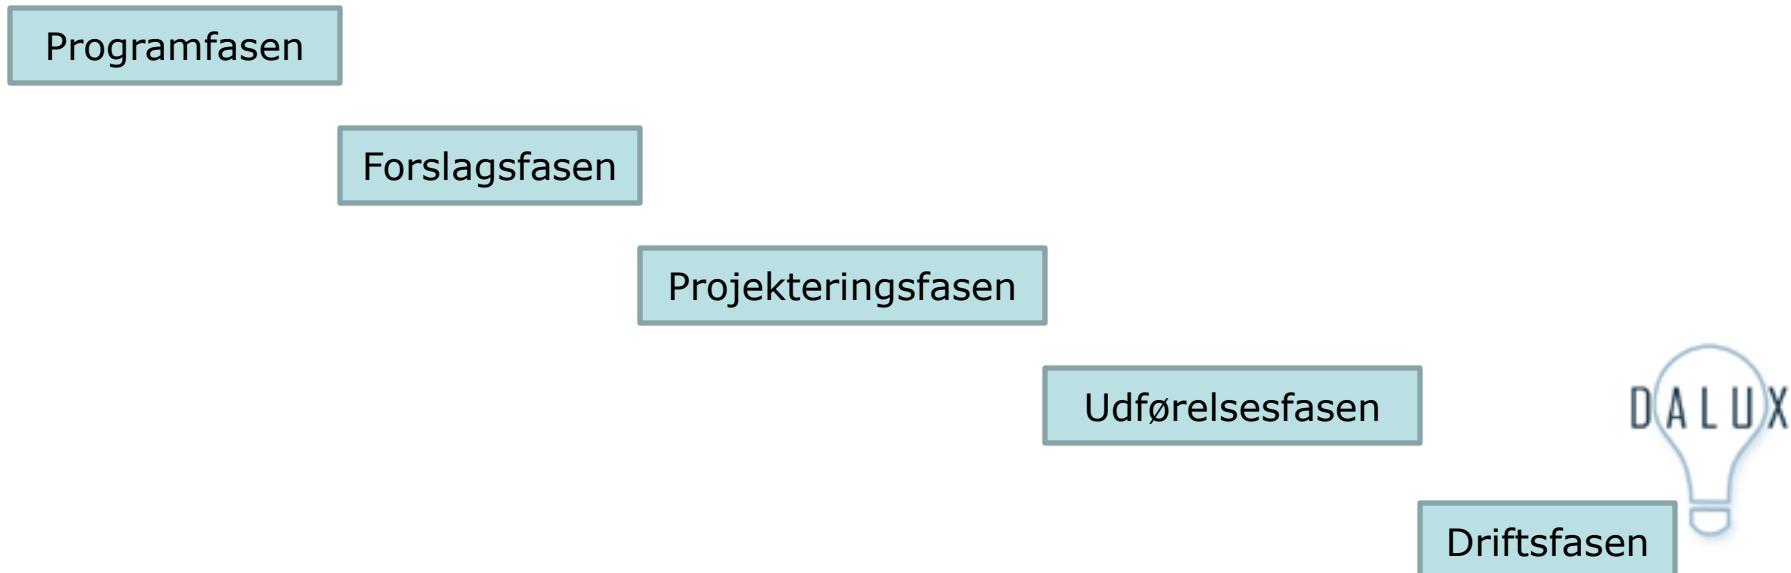 Programfasen
Forslagsfasen
Projekteringsfasen
Udførelsesfasen
DALUX
Driftsfasen